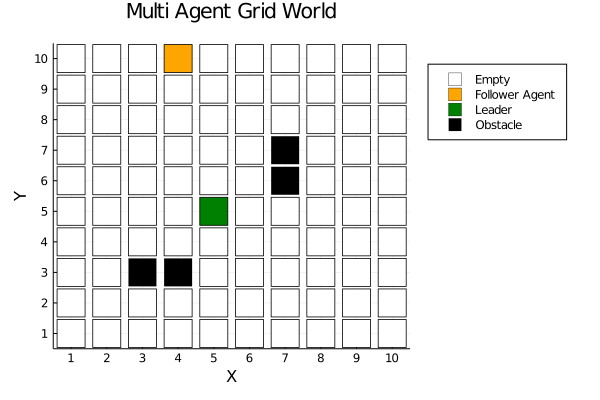 Multi Agent Grid World
Empty
Follower Agent
Leader
Obstacle
10
9
8
7
6
5
4
3
2
1
Y
1 2 3 4 5 6 7 8 9 10
X